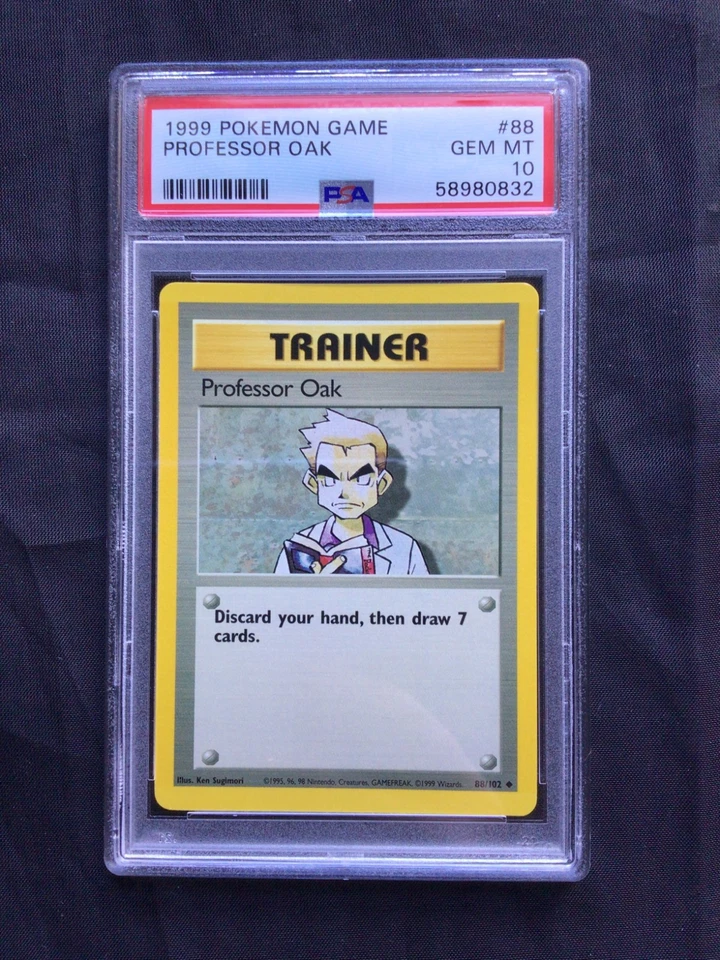 1999 POKEMON GAME #88
PROFESSOR OAK GEM MT
10
PSA 58980832
TRAINER
Professor Oak
Discard your hand, then draw 7
cards.
Illus. Ken Sugimori ©1995, 96, 98 Nintendo, Creatures, GAMEFREAK. ©1999 Wizards. 88/102